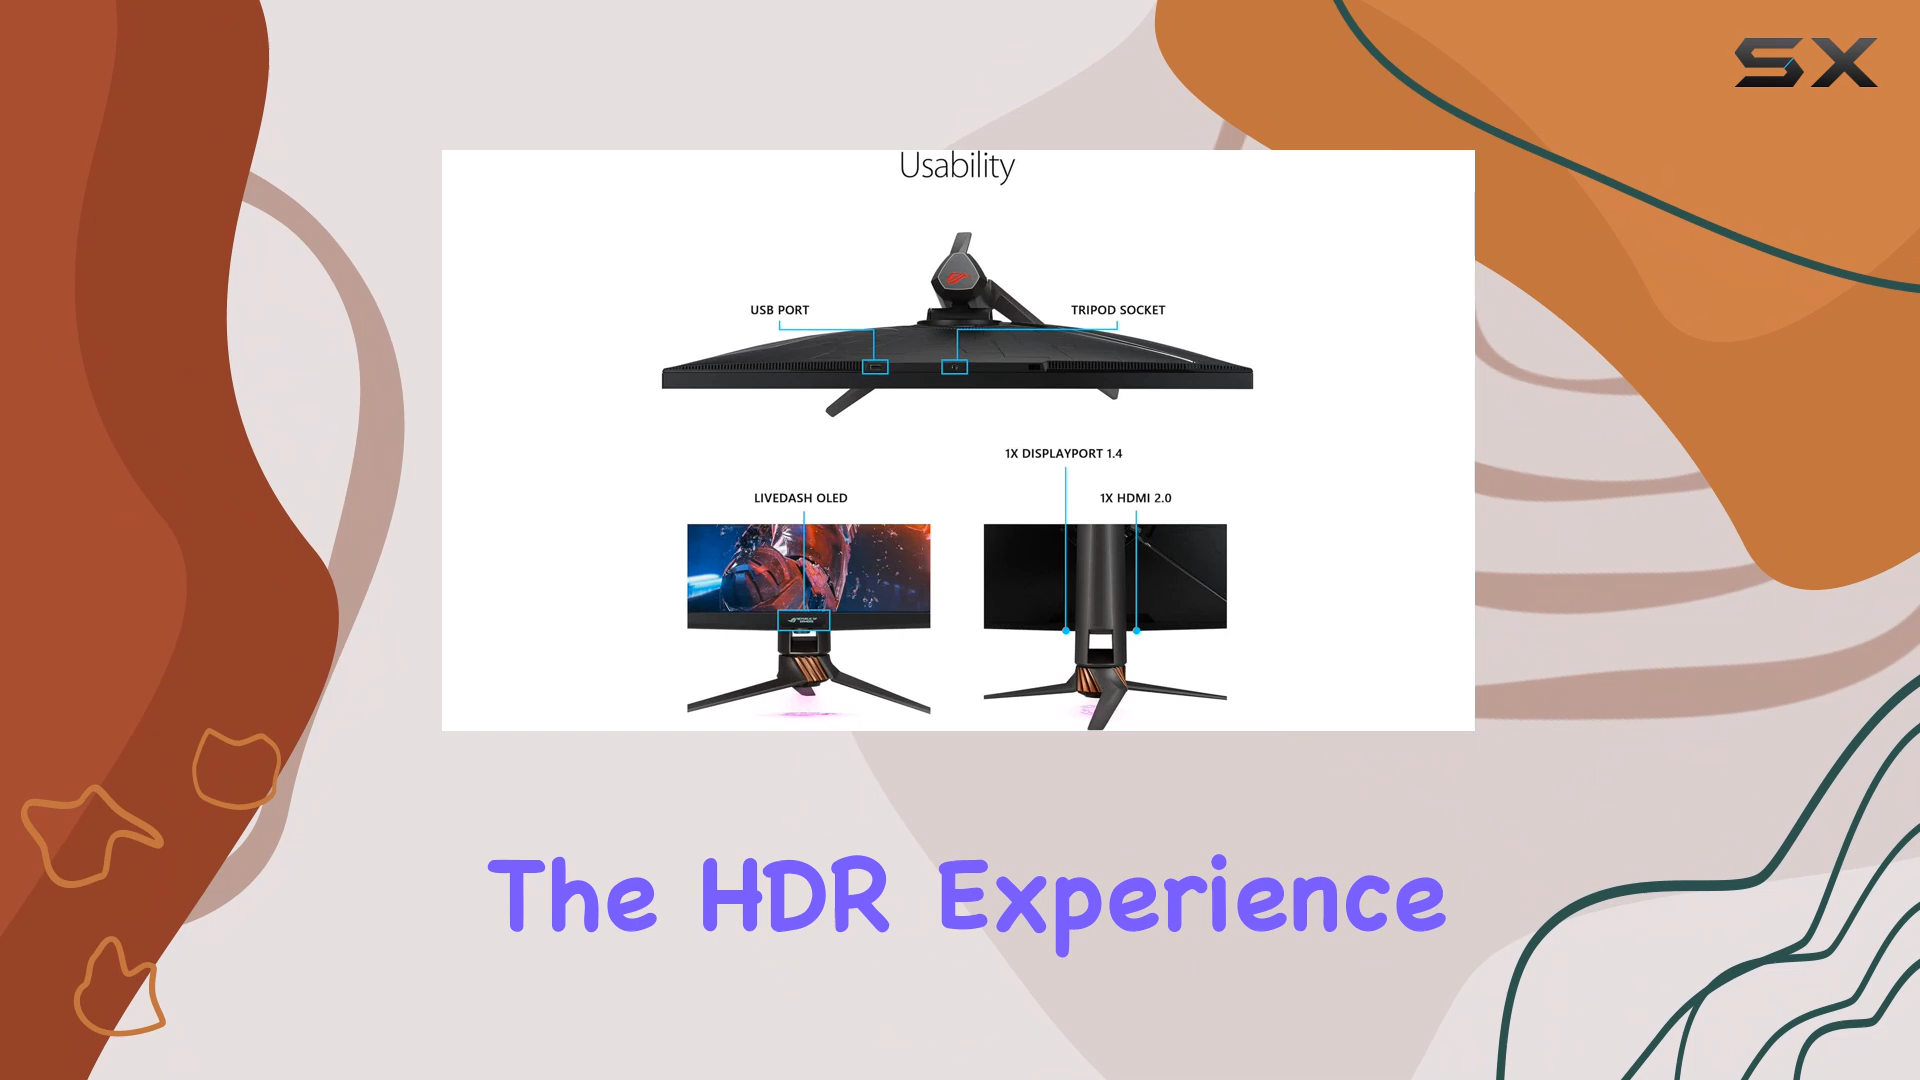 SX
Usability
USB PORT
TRIPOD SOCKET
1X DISPLAYPORT 1.4
LIVEDASH OLED
1X HDMI 2.0
The HDR Experience